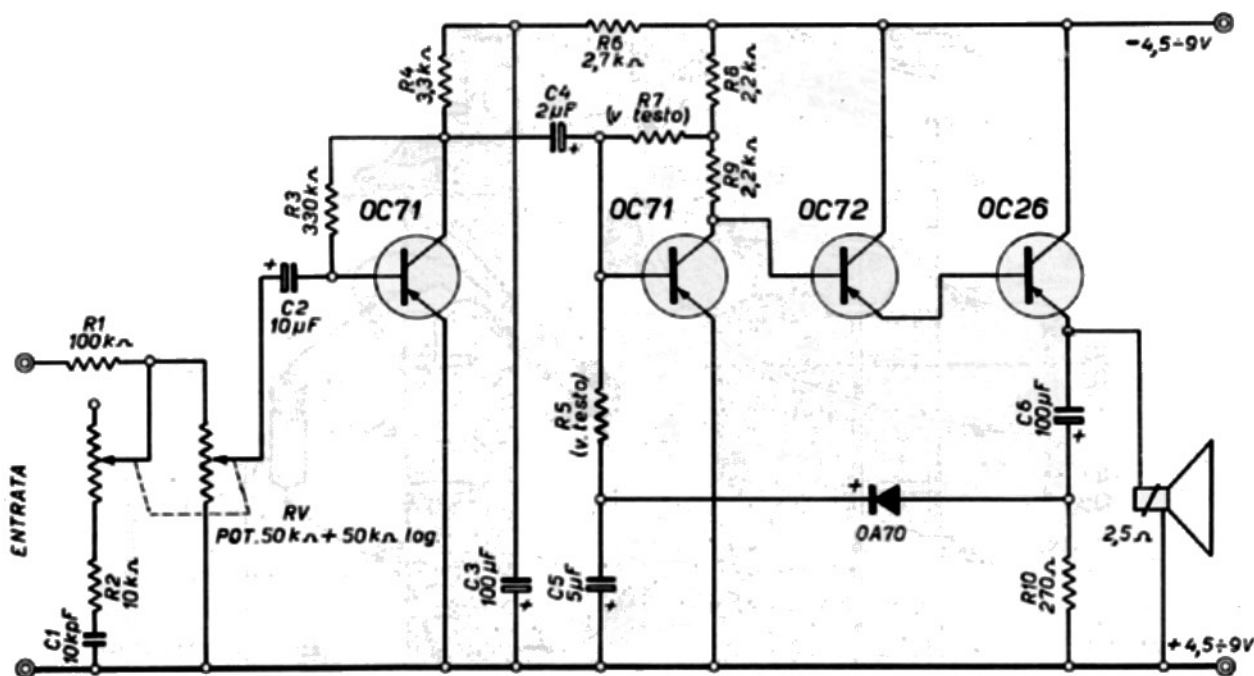 -4,5÷9V
R6
2,7kΩ
R4
3,3kΩ
C4
2µF
R7
(v testo)
R8
2,2kΩ
R9
2,2kΩ
R3
330kΩ
OC71
OC71
OC72
OC26
C2
10µF
+
+
R1
100kΩ
R5
(v. testo)
C6
100µF
+
ENTRATA
RV
POT. 50kΩ + 50kΩ log
+
OA70
2,5Ω
R2
10kΩ
C1
10kpF
C3
100µF
+
C5
5µF
+
R10
270Ω
+4,5÷9V